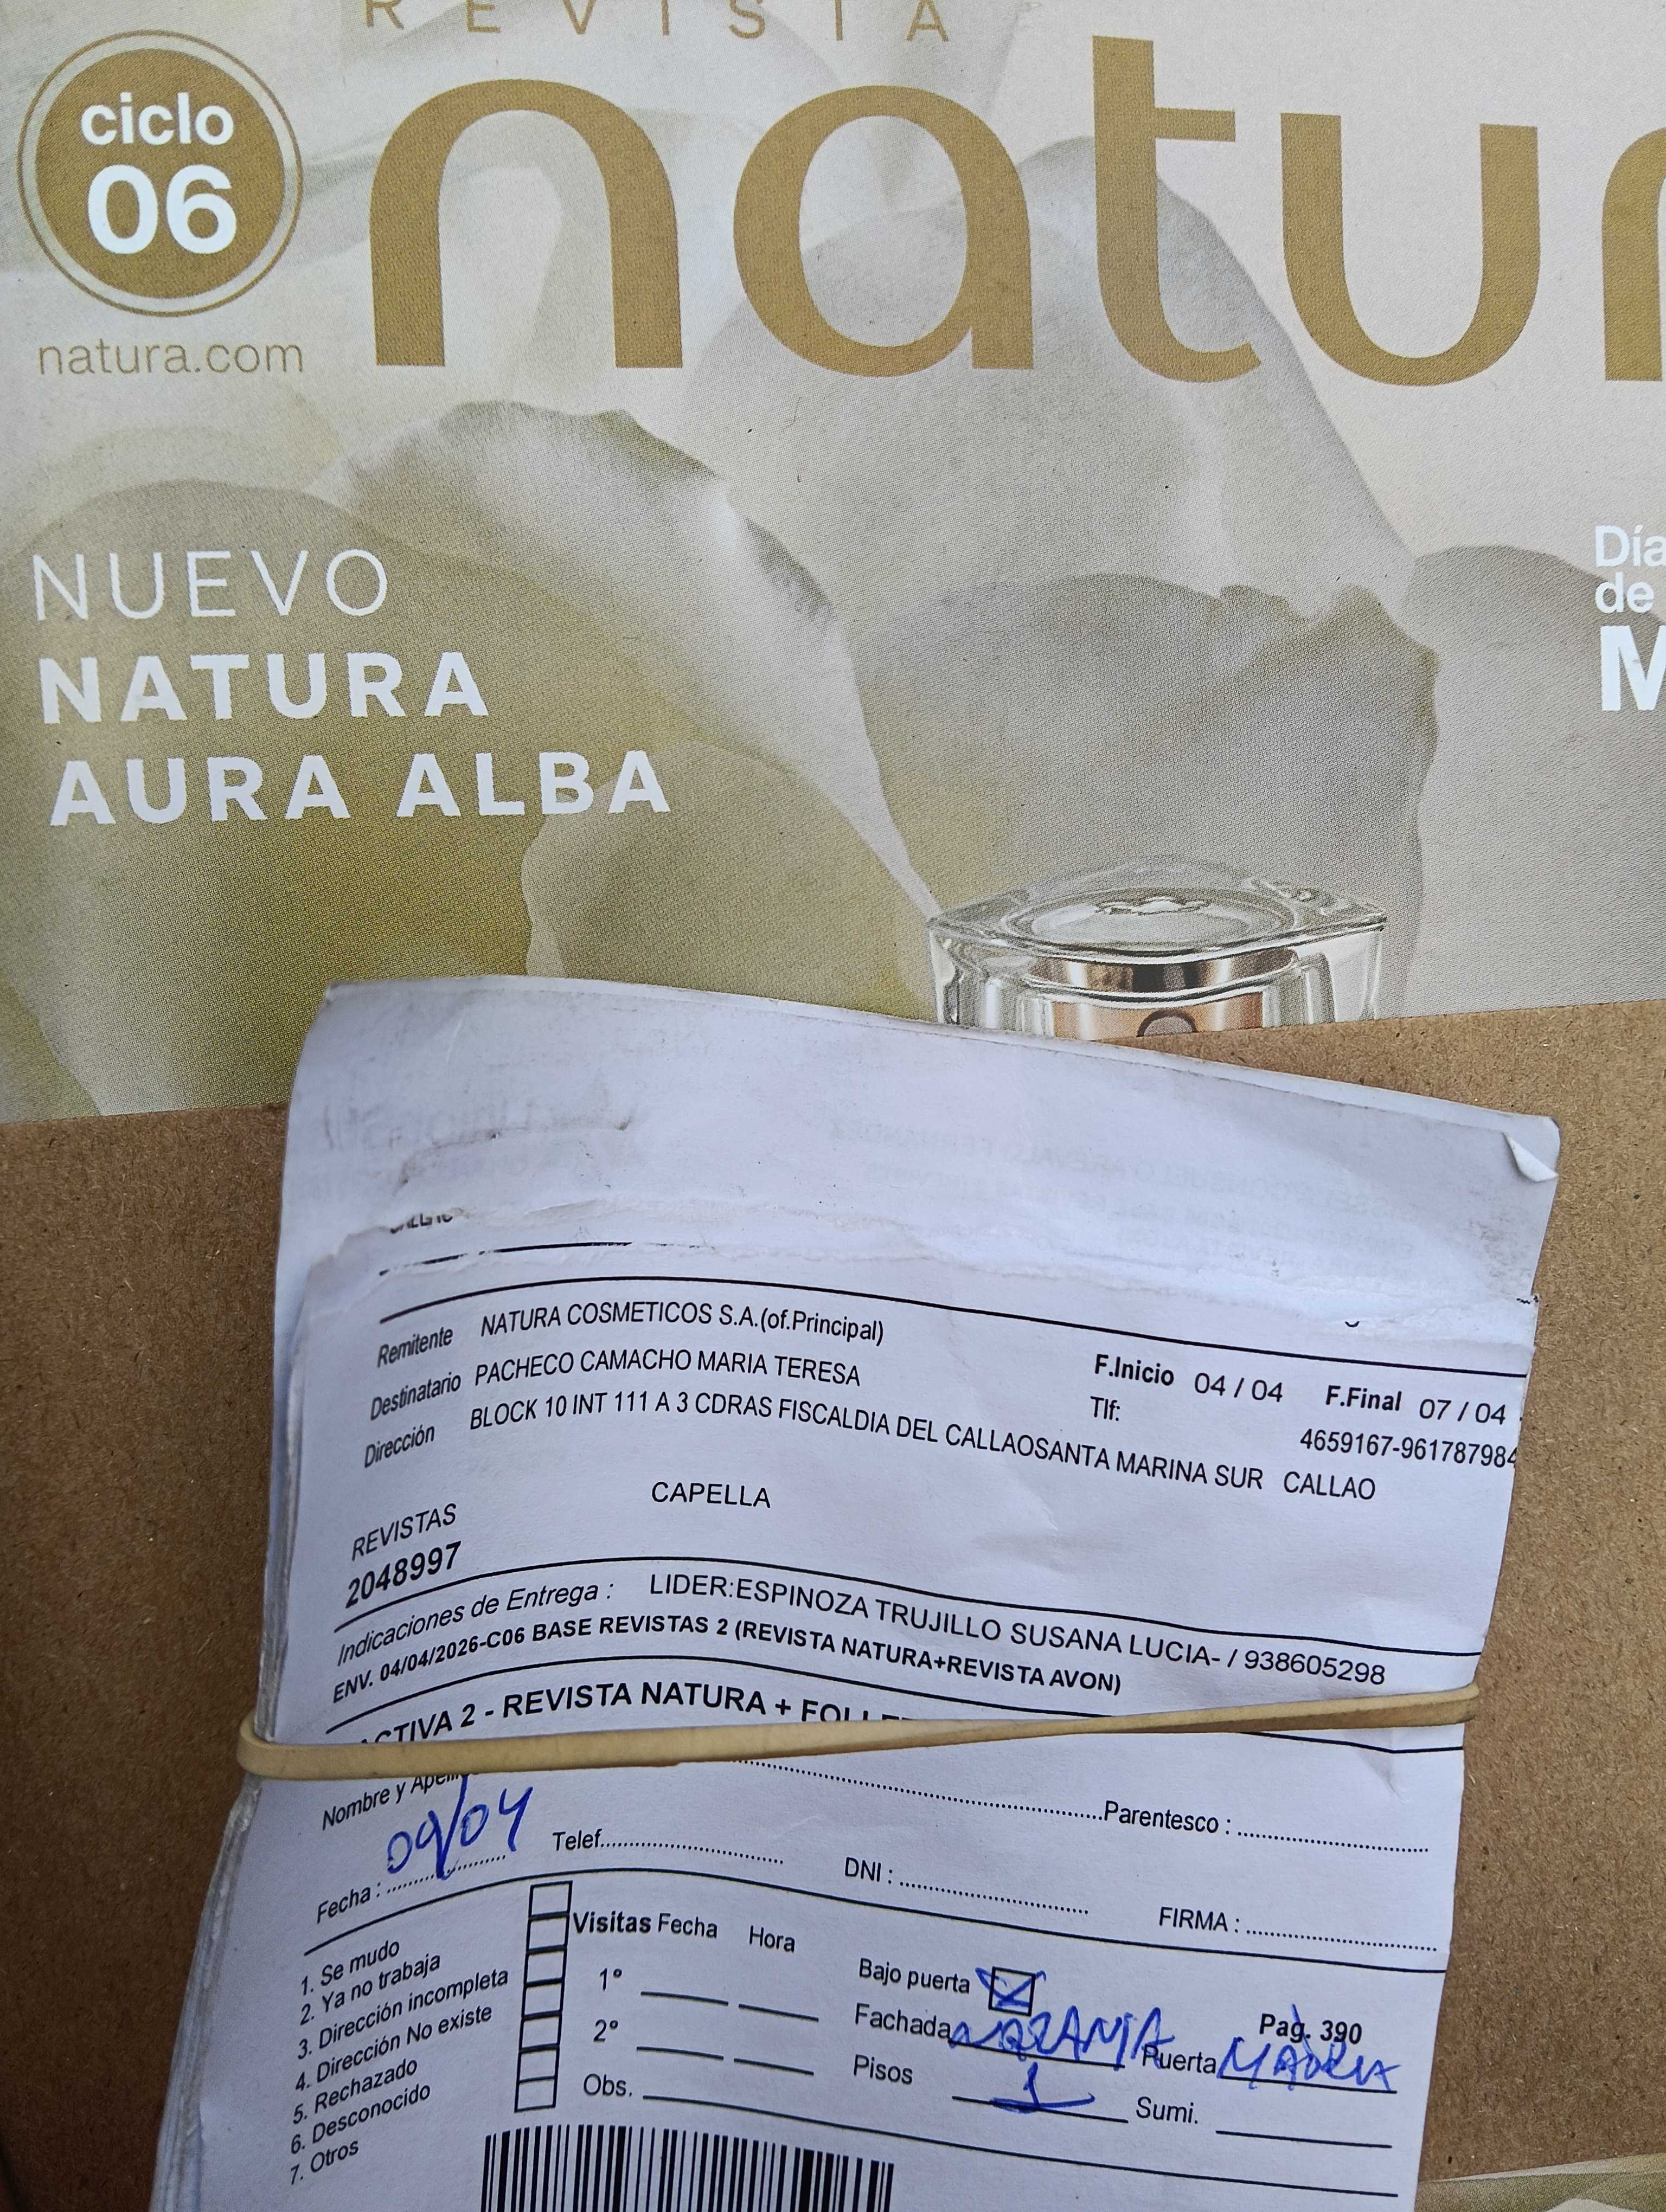 REVISTA
ciclo
06
natur
natura.com
NUEVO
NATURA
AURA ALBA
Día
de
M
Remitente NATURA COSMETICOS S.A.(of.Principal)
Destinatario PACHECO CAMACHO MARIA TERESA F.Inicio 04 / 04 F.Final 07 / 04
Dirección BLOCK 10 INT 111 A 3 CDRAS FISCALDIA DEL CALLAOSANTA MARINA SUR CALLAO Tlf: 4659167-961787984
CAPELLA
REVISTAS
2048997
Indicaciones de Entrega : LIDER:ESPINOZA TRUJILLO SUSANA LUCIA- / 938605298
ENV. 04/04/2026-C06 BASE REVISTAS 2 (REVISTA NATURA+REVISTA AVON)
ACTIVA 2 - REVISTA NATURA +
Nombre y Parentesco :
Fecha : 09/04 Telef. DNI : FIRMA :
1. Se mudo
2. Ya no trabaja
3. Dirección incompleta
4. Dirección No existe
5. Rechazado
6. Desconocido
7. Otros
Visitas Fecha Hora
1°
2°
Obs.
Bajo puerta
Fachada NARANJA Puerta MADERA
Pag. 390
Pisos 1 Sumi.